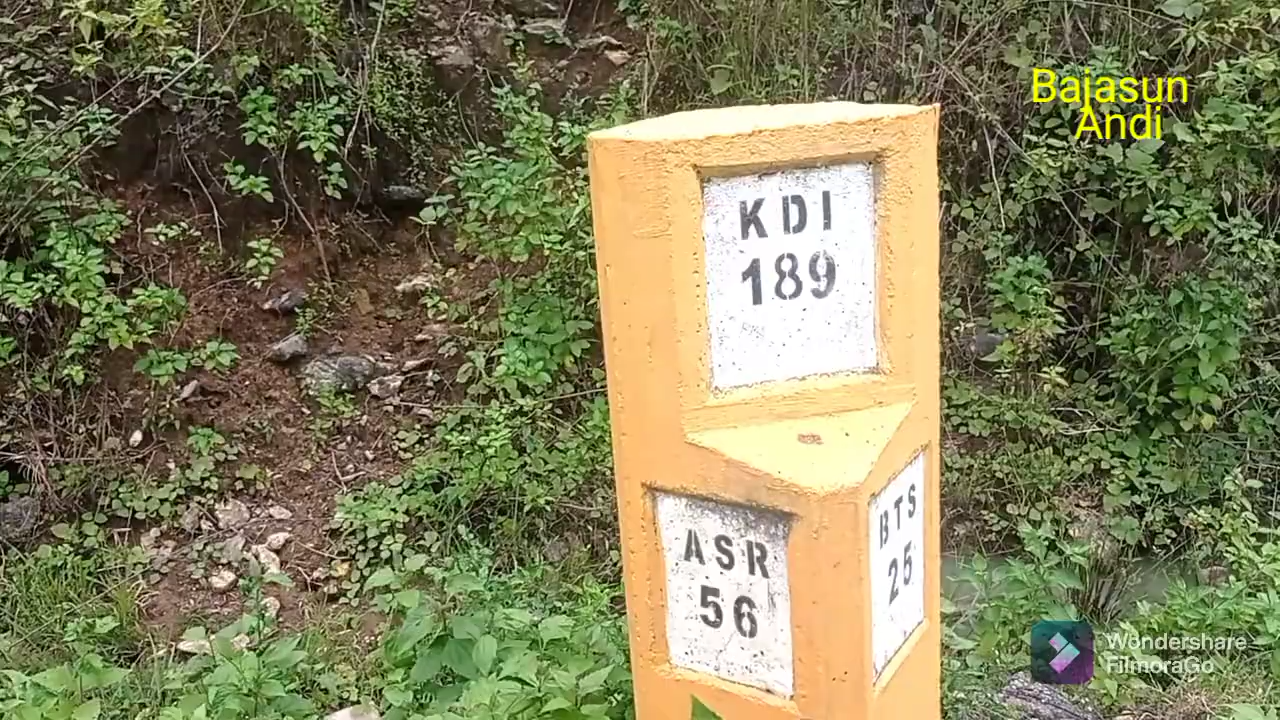 Bajasun
Andi
KDI
189
ASR
56
BTS
25
Wondershare
FilmoraGo